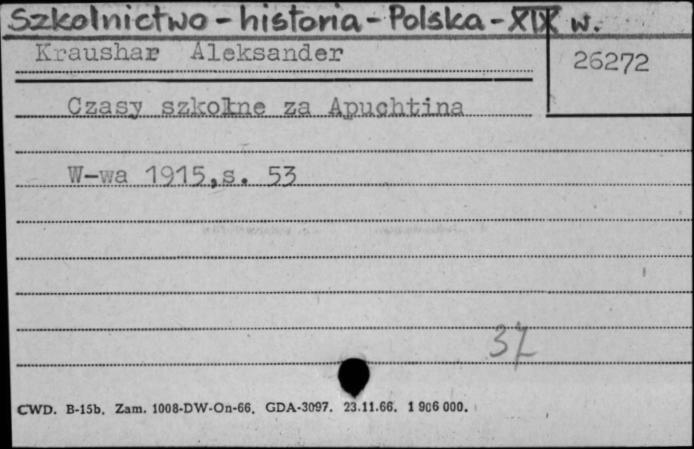 Szkolnictwo - historia - Polska - XIX w.
Kraushar Aleksander
26272
Czasy szkolne za Apuchtina
W-wa 1915,s. 53
37
CWD. B-15b. Zam. 1008-DW-On-66. GDA-3097. 23.11.66. 1 906 000.